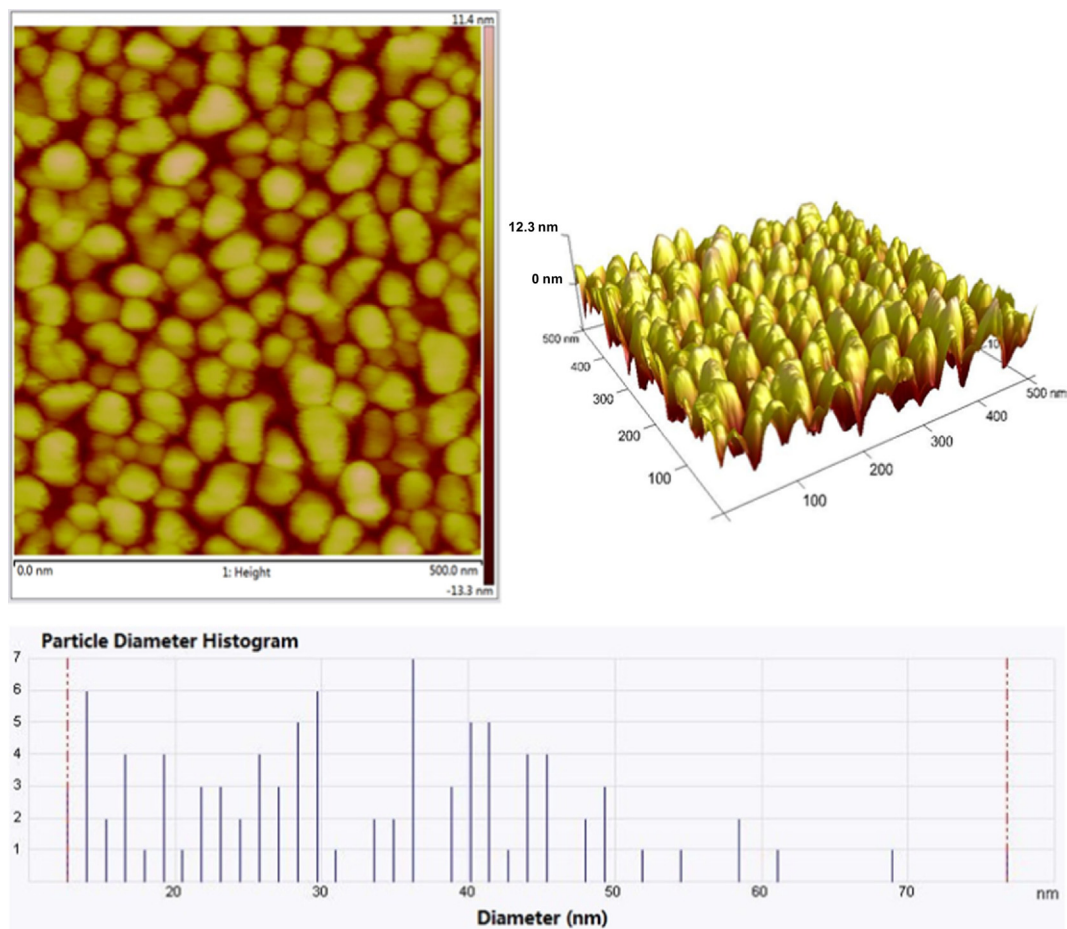 11.4 nm
0.0 nm
1: Height
500.0 nm
-13.3 nm
12.3 nm
0 nm
500 nm
400
300
200
100
-10
500 nm
400
300
200
100
Particle Diameter Histogram
7
6
5
4
3
2
1
20 30 40 50 60 70 nm
Diameter (nm)